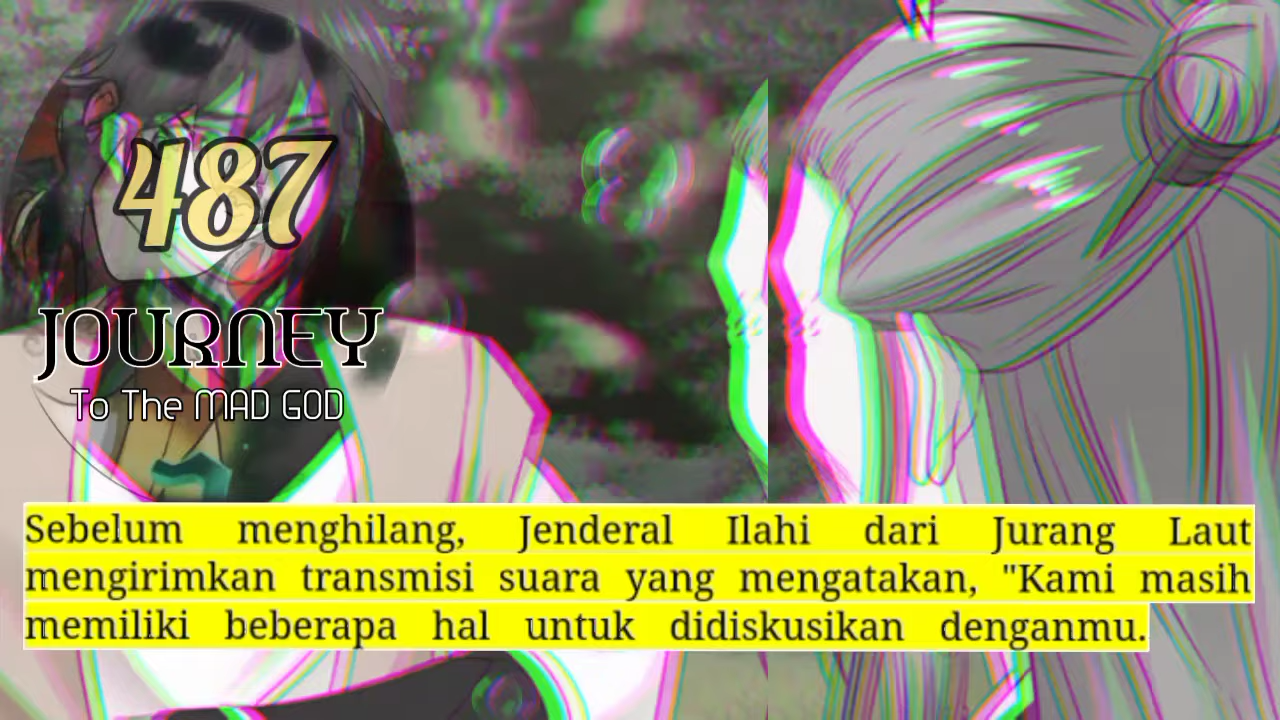 487
JOURNEY
To The MAD GOD
Sebelum menghilang, Jenderal Ilahi dari Jurang Laut
mengirimkan transmisi suara yang mengatakan, "Kami masih
memiliki beberapa hal untuk didiskusikan denganmu.